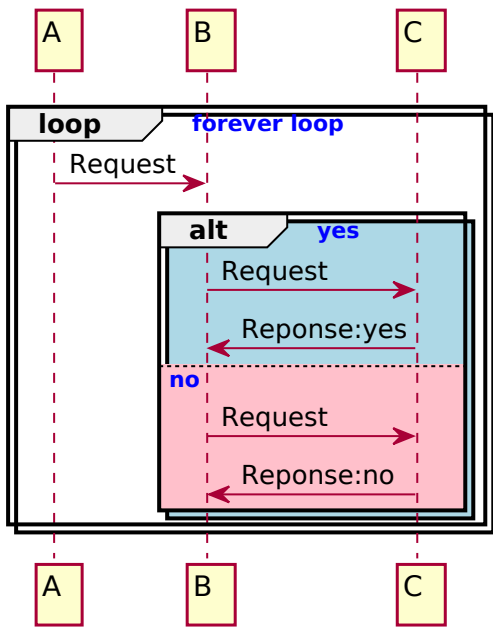 A B C
loop forever loop
Request
alt yes
Request
Reponse:yes
no
Request
Reponse:no
A B C